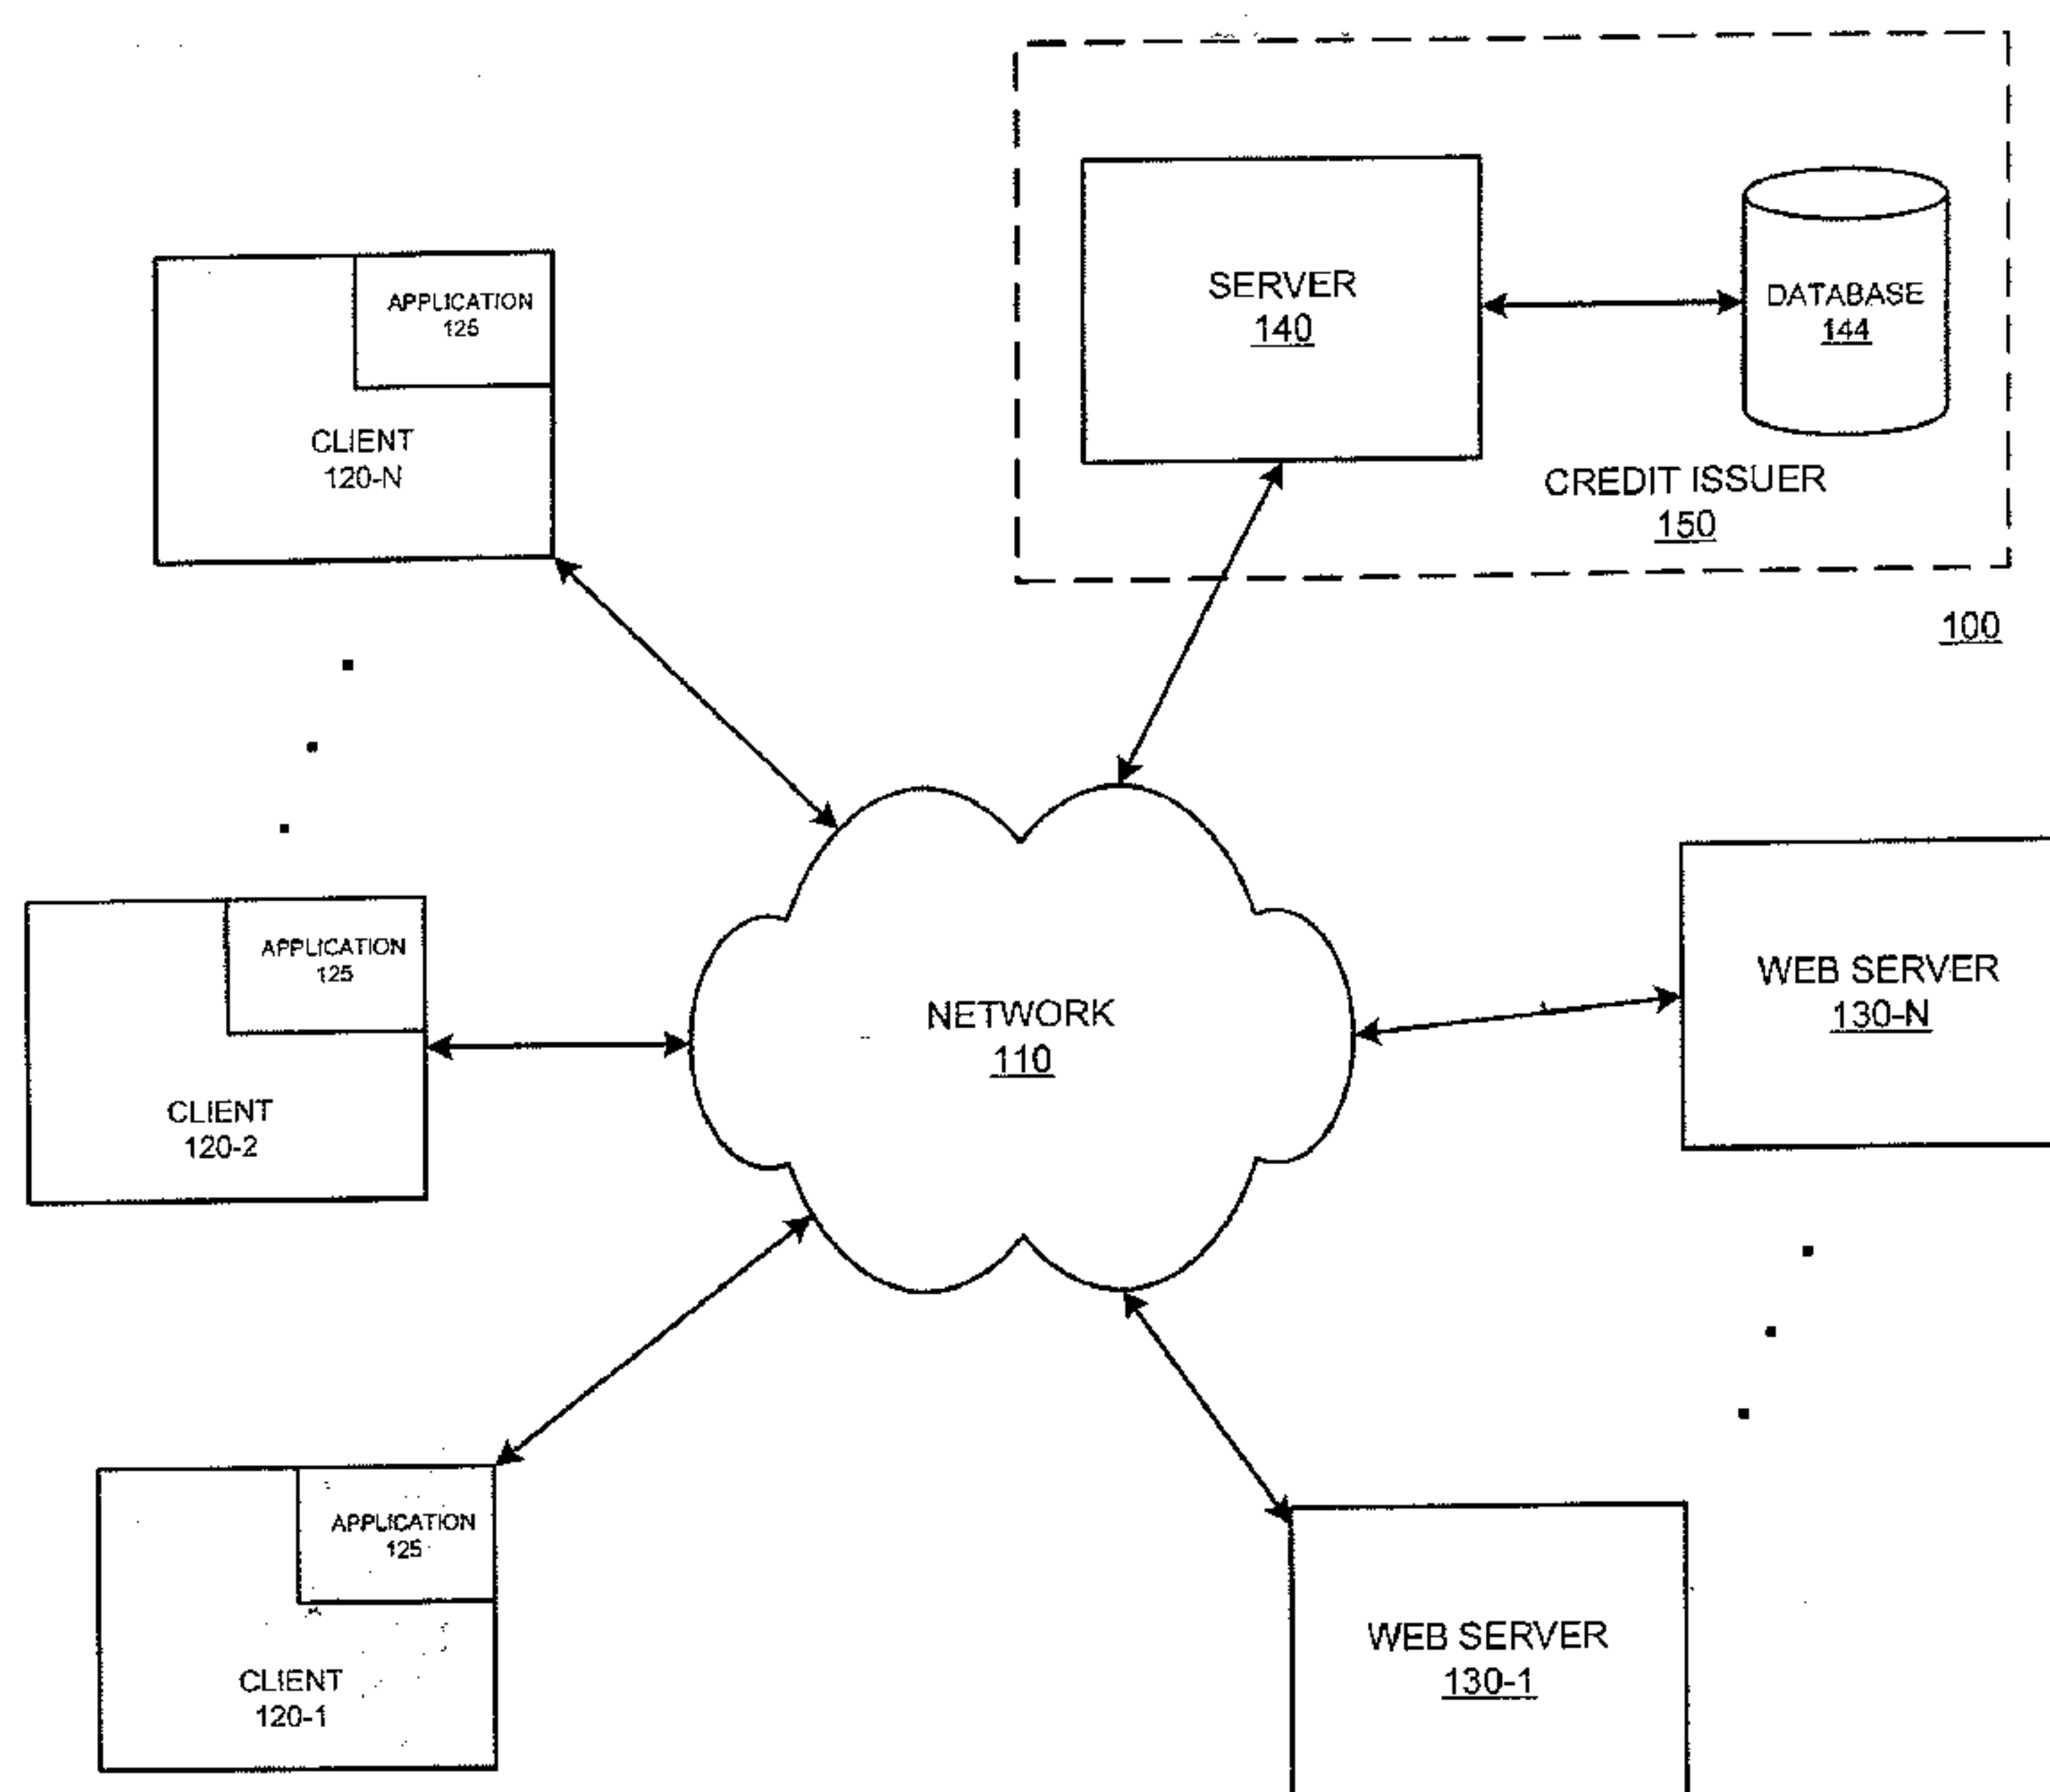 SERVER
140
DATABASE
144
CREDIT ISSUER
150
100
APPLICATION
125
CLIENT
120-N
APPLICATION
125
CLIENT
120-2
NETWORK
110
WEB SERVER
130-N
APPLICATION
125
CLIENT
120-1
WEB SERVER
130-1